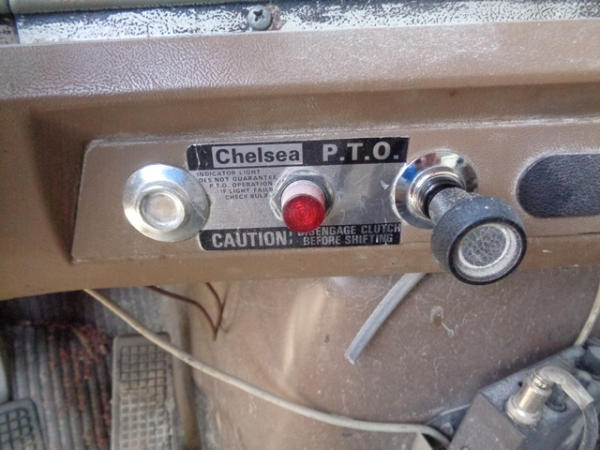 Chelsea P.T.O.
INDICATOR LIGHT
DOES NOT GUARANTEE
P.T.O. OPERATION
IF LIGHT FAILS
CHECK BULB
CAUTION: DISENGAGE CLUTCH
BEFORE SHIFTING